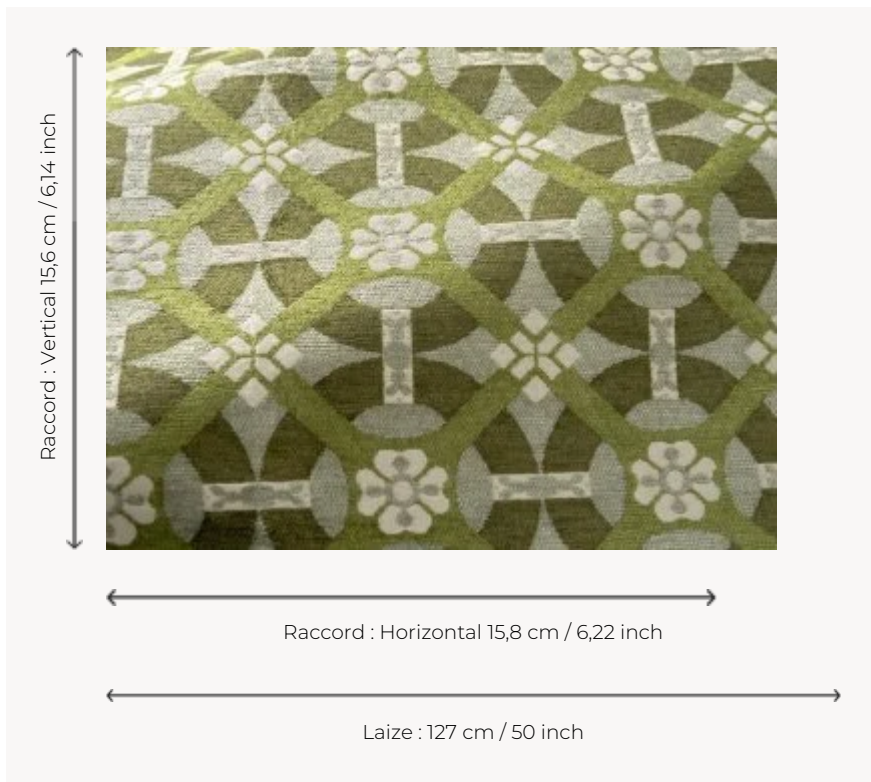 Raccord : Vertical 15,6 cm / 6,14 inch
Raccord : Horizontal 15,8 cm / 6,22 inch
Laize : 127 cm / 50 inch